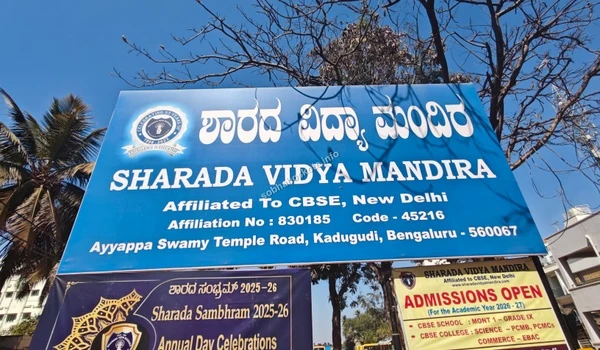 ಶಾರದ ವಿದ್ಯಾ ಮಂದಿರ
SHARADA VIDYA MANDIRA
Affiliated To CBSE, New Delhi
Affiliation No : 830185 Code - 45216
Ayyappa Swamy Temple Road, Kadugudi, Bengaluru - 560067
ಶಾರದ ಸಂಭ್ರಮ್ 2025-26
Sharada Sambhram 2025-26
Annual Day Celebrations
SHARADA VIDYA MANDIRA
Affiliated to CBSE, New Delhi
ADMISSIONS OPEN
(For the Academic Year 2026 - 27)
• CBSE SCHOOL : MONT 1 – GRADE IX
• CBSE COLLEGE : SCIENCE – PCMB, PCMCs
COMMERCE – EBAC